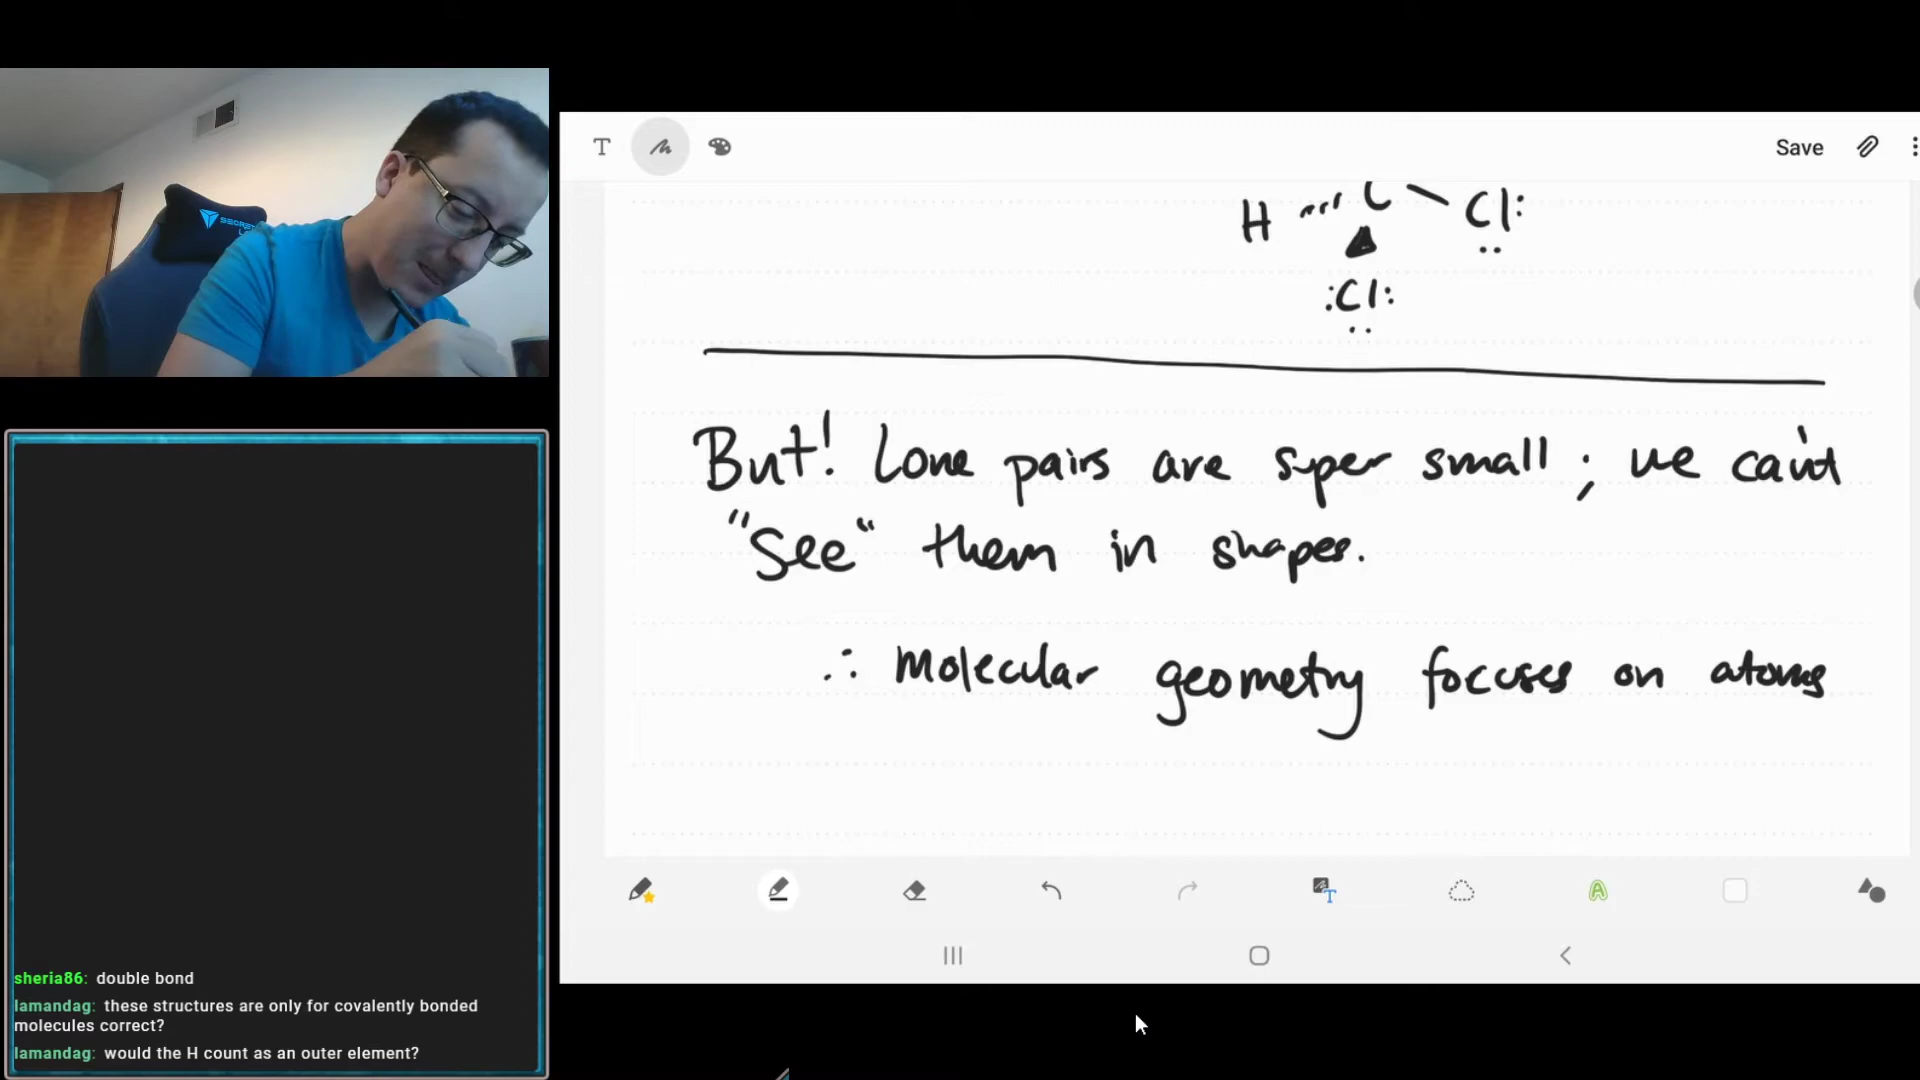 Save
T
H C Cl:
:Cl:
But! Lone pairs are super small; we can't
"See" them in shapes.
∴ Molecular geometry focuses on atoms
sheria86: double bond
lamandag: these structures are only for covalently bonded
molecules correct?
lamandag: would the H count as an outer element?